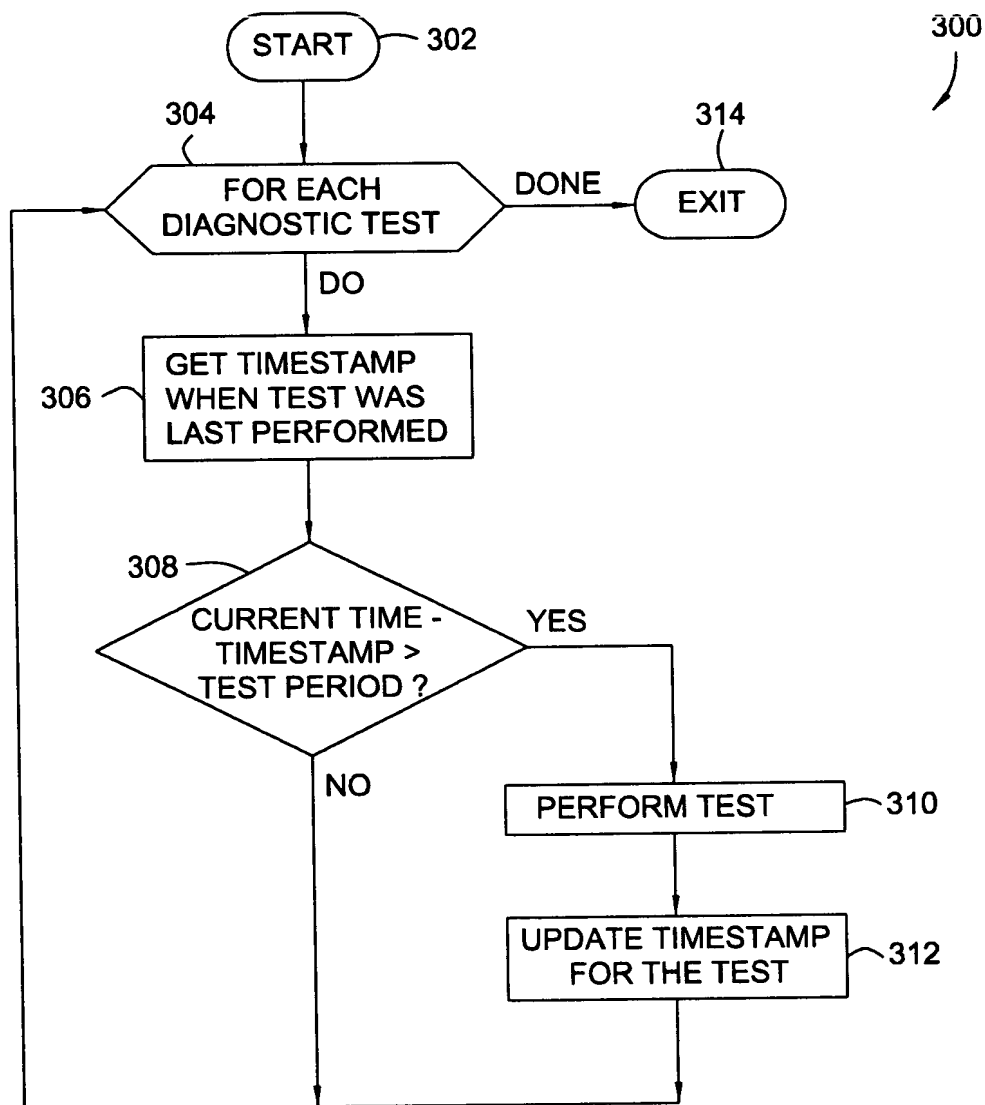 300
START
302
304
314
FOR EACH
DIAGNOSTIC TEST
DONE
EXIT
DO
306
GET TIMESTAMP
WHEN TEST WAS
LAST PERFORMED
308
CURRENT TIME -
TIMESTAMP >
TEST PERIOD ?
YES
NO
PERFORM TEST
310
UPDATE TIMESTAMP
FOR THE TEST
312